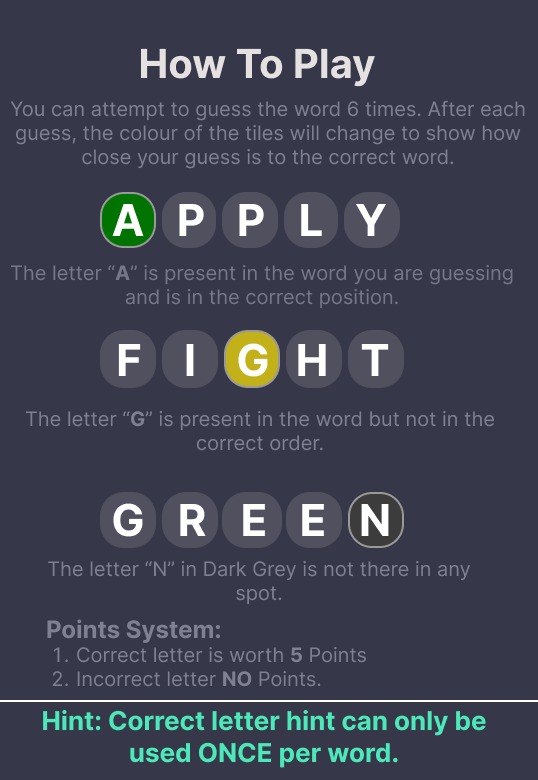 How To Play
You can attempt to guess the word 6 times. After each
guess, the colour of the tiles will change to show how
close your guess is to the correct word.
A P P L Y
The letter “A” is present in the word you are guessing
and is in the correct position.
F I G H T
The letter “G” is present in the word but not in the
correct order.
G R E E N
The letter “N” in Dark Grey is not there in any
spot.
Points System:
1. Correct letter is worth 5 Points
2. Incorrect letter NO Points.
Hint: Correct letter hint can only be
used ONCE per word.